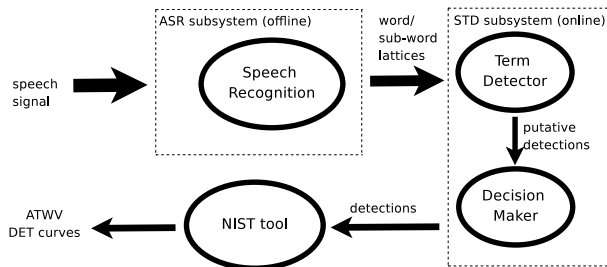 ASR subsystem (offline)
speech
signal
Speech
Recognition
word/
sub-word
lattices
STD subsystem (online)
Term
Detector
putative
detections
Decision
Maker
detections
NIST tool
ATWV
DET curves